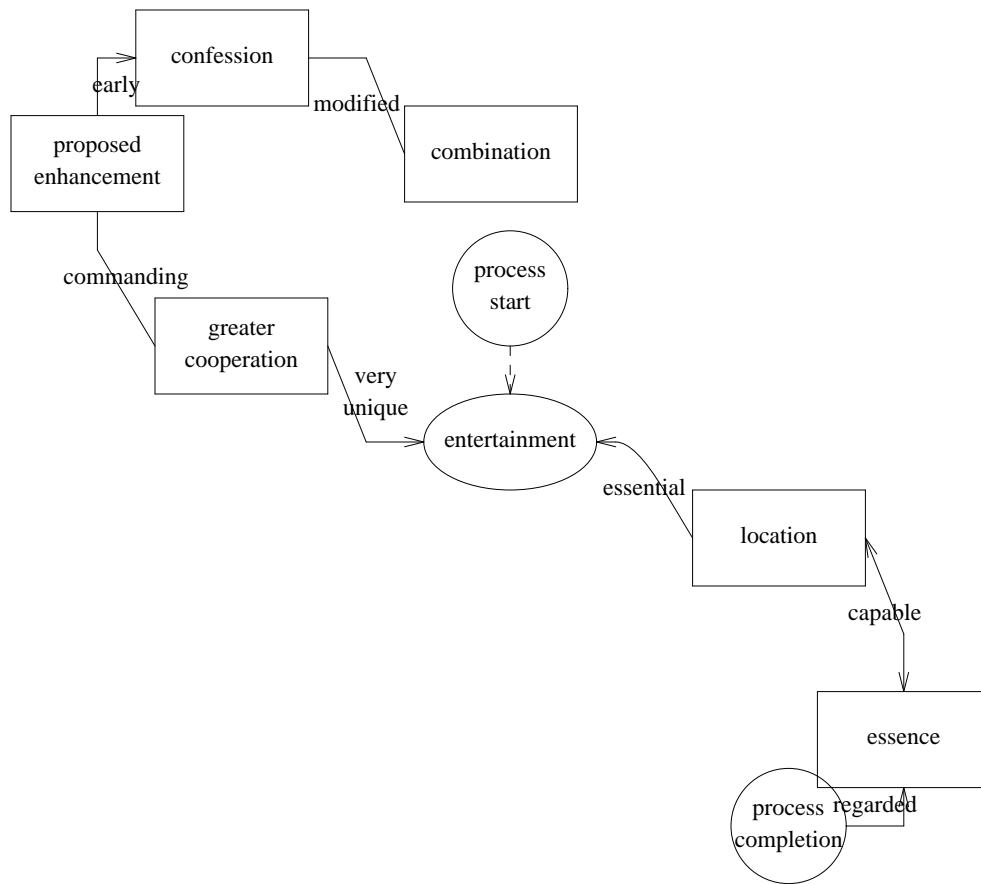 confession
early
modified
proposed
enhancement
combination
process
start
commanding
greater
cooperation
very
unique
entertainment
essential
location
capable
essence
regarded
process
completion